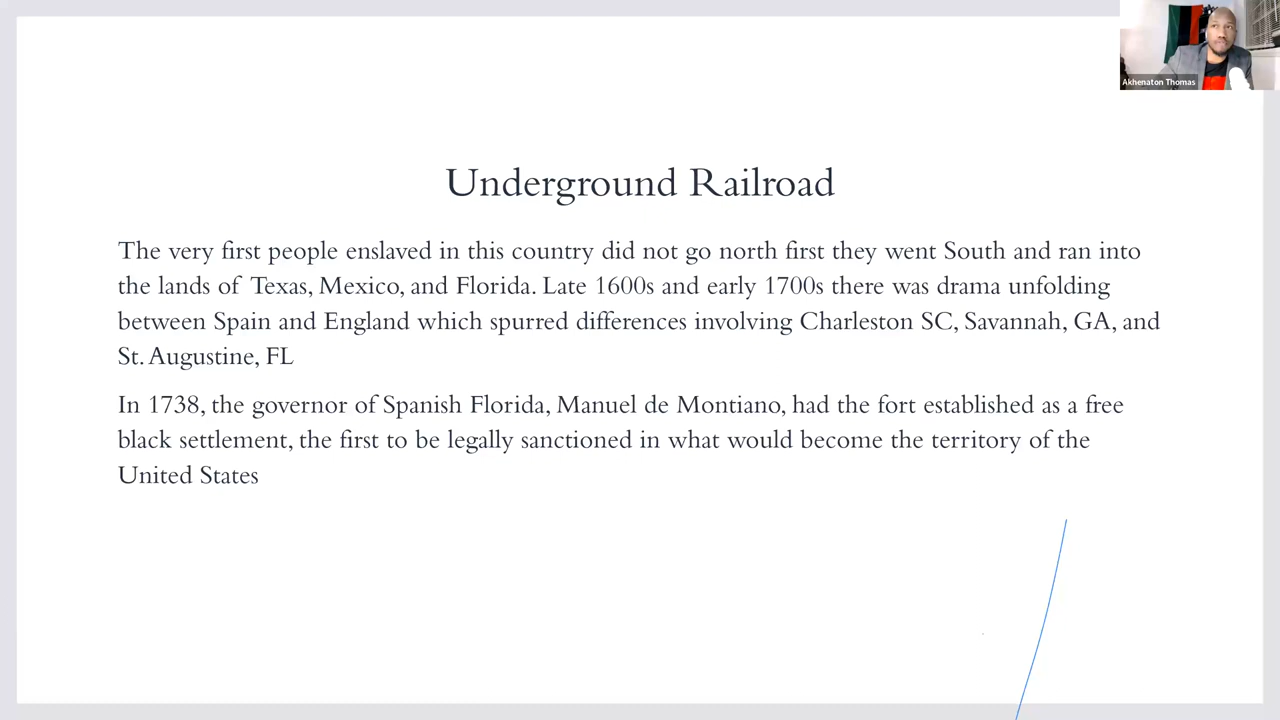 Akhenaton Thomas
Underground Railroad
The very first people enslaved in this country did not go north first they went South and ran into
the lands of Texas, Mexico, and Florida. Late 1600s and early 1700s there was drama unfolding
between Spain and England which spurred differences involving Charleston SC, Savannah, GA, and
St. Augustine, FL
In 1738, the governor of Spanish Florida, Manuel de Montiano, had the fort established as a free
black settlement, the first to be legally sanctioned in what would become the territory of the
United States